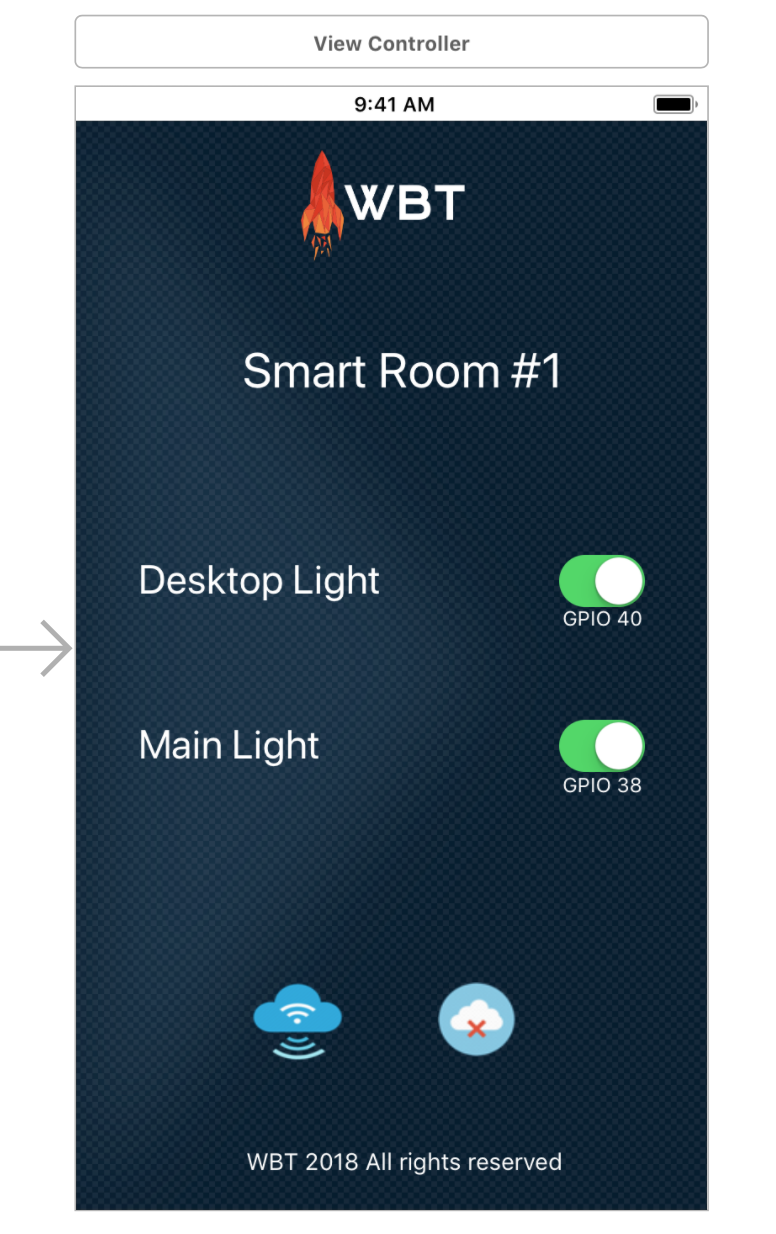 View Controller
9:41 AM
WBT
Smart Room #1
Desktop Light
GPIO 40
Main Light
GPIO 38
WBT 2018 All rights reserved